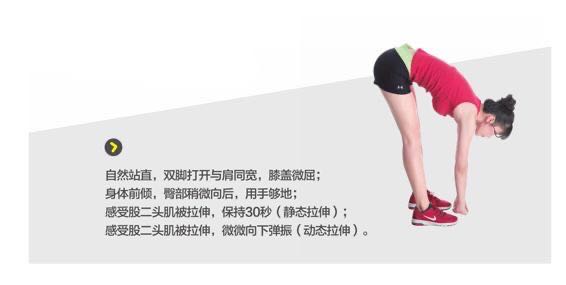 自然站直，双脚打开与肩同宽，膝盖微屈；
身体前倾，臀部稍微向后，用手够地；
感受股二头肌被拉伸，保持30秒（静态拉伸）；
感受股二头肌被拉伸，微微向下弹振（动态拉伸）。